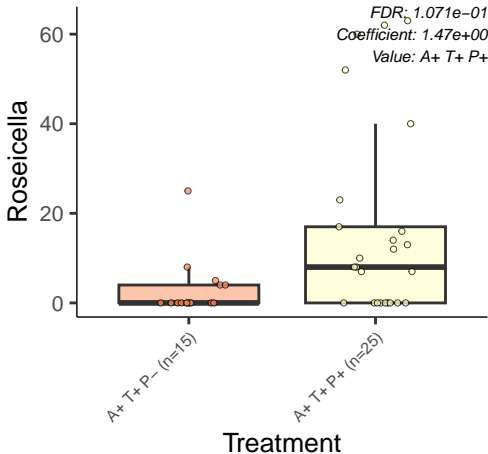 FDR: 1.071e−01
Coefficient: 1.47e+00
Value: A+ T+ P+
60
40
20
0
Roseicella
A+ T+ P− (n=15)
A+ T+ P+ (n=25)
Treatment